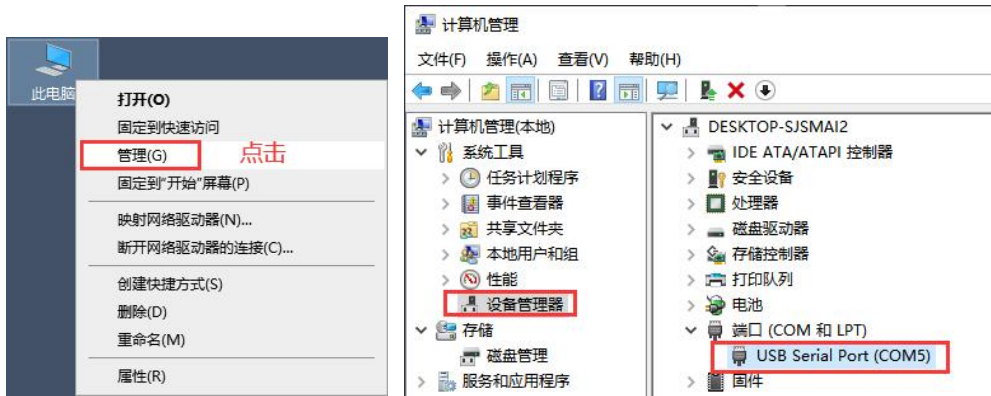 此电脑
打开(O)
固定到快速访问
管理(G)
点击
固定到"开始"屏幕(P)
映射网络驱动器(N)...
断开网络驱动器的连接(C)...
创建快捷方式(S)
删除(D)
重命名(M)
属性(R)
计算机管理
文件(F) 操作(A) 查看(V) 帮助(H)
计算机管理(本地)
系统工具
任务计划程序
事件查看器
共享文件夹
本地用户和组
性能
设备管理器
存储
磁盘管理
服务和应用程序
DESKTOP-SJSMAI2
IDE ATA/ATAPI 控制器
安全设备
处理器
磁盘驱动器
存储控制器
打印队列
电池
端口 (COM 和 LPT)
USB Serial Port (COM5)
固件